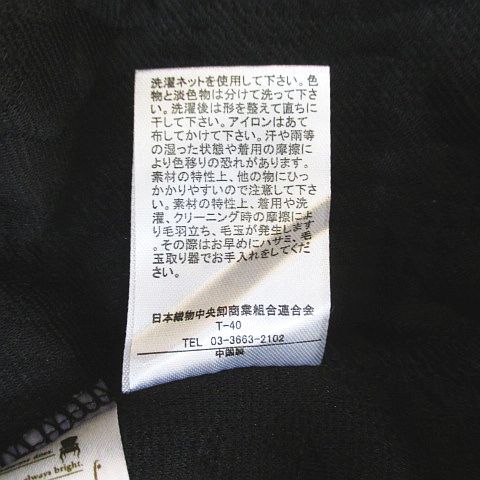 洗濯ネットを使用して下さい。色
物と淡色物は分けて洗って下さ
い。洗濯後は形を整えて直ちに
干して下さい。アイロンはあて
布してかけて下さい。汗や雨等
の湿った状態や着用の摩擦に
より色移りの恐れがあります。
素材の特性上、他の物にひっ
かかりやすいので注意して下さ
い。素材の特性上、着用や洗
濯、クリーニング時の摩擦によ
り毛羽立ち、毛玉が発生します
。その際はお早めにハサミ、毛
玉取り器でお手入れをしてくだ
さい。
日本織物中央卸商業組合連合会
T-40
TEL 03-3663-2102
中国製
always bright.